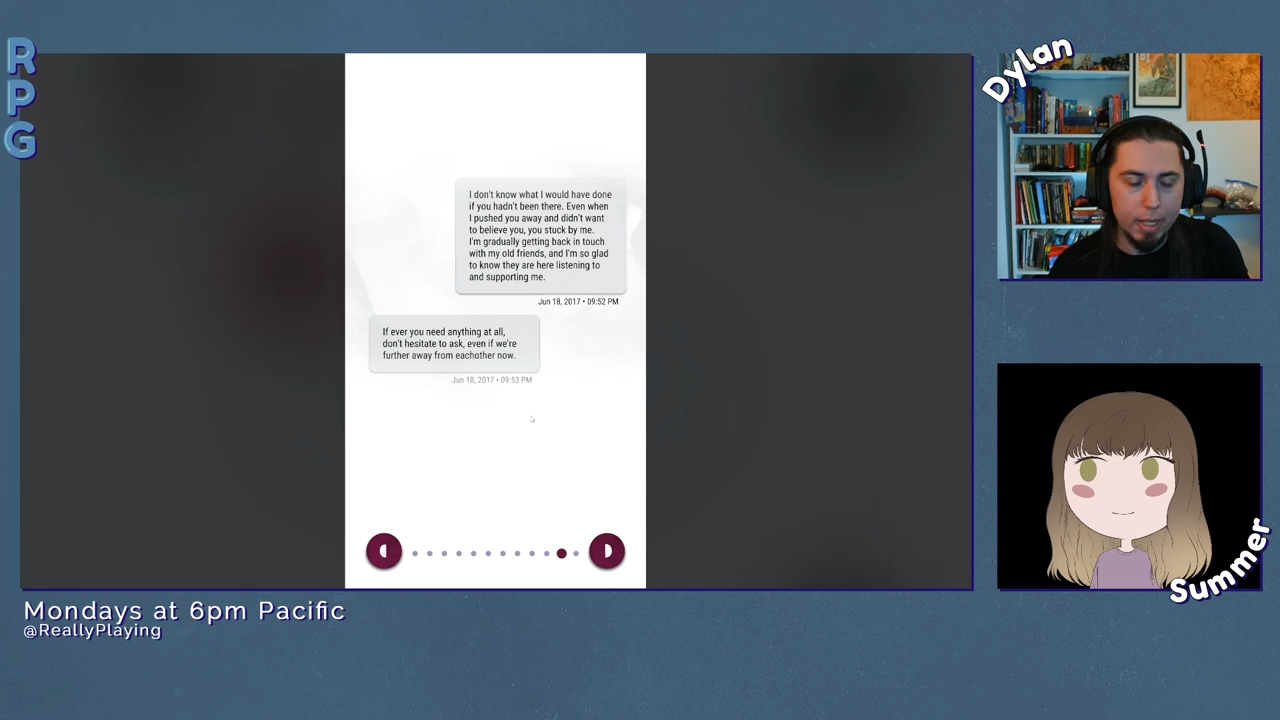 RPG
Dylan
I don't know what I would have done
if you hadn't been there. Even when
I pushed you away and didn't want
to believe you, you stuck by me.
I'm gradually getting back in touch
with my old friends, and I'm so glad
to know they are here listening to
and supporting me.
Jun 18, 2017 • 09:52 PM
If ever you need anything at all,
don't hesitate to ask, even if we're
further away from eachother now.
Jun 18, 2017 • 09:53 PM
Summer
Mondays at 6pm Pacific
@ReallyPlaying